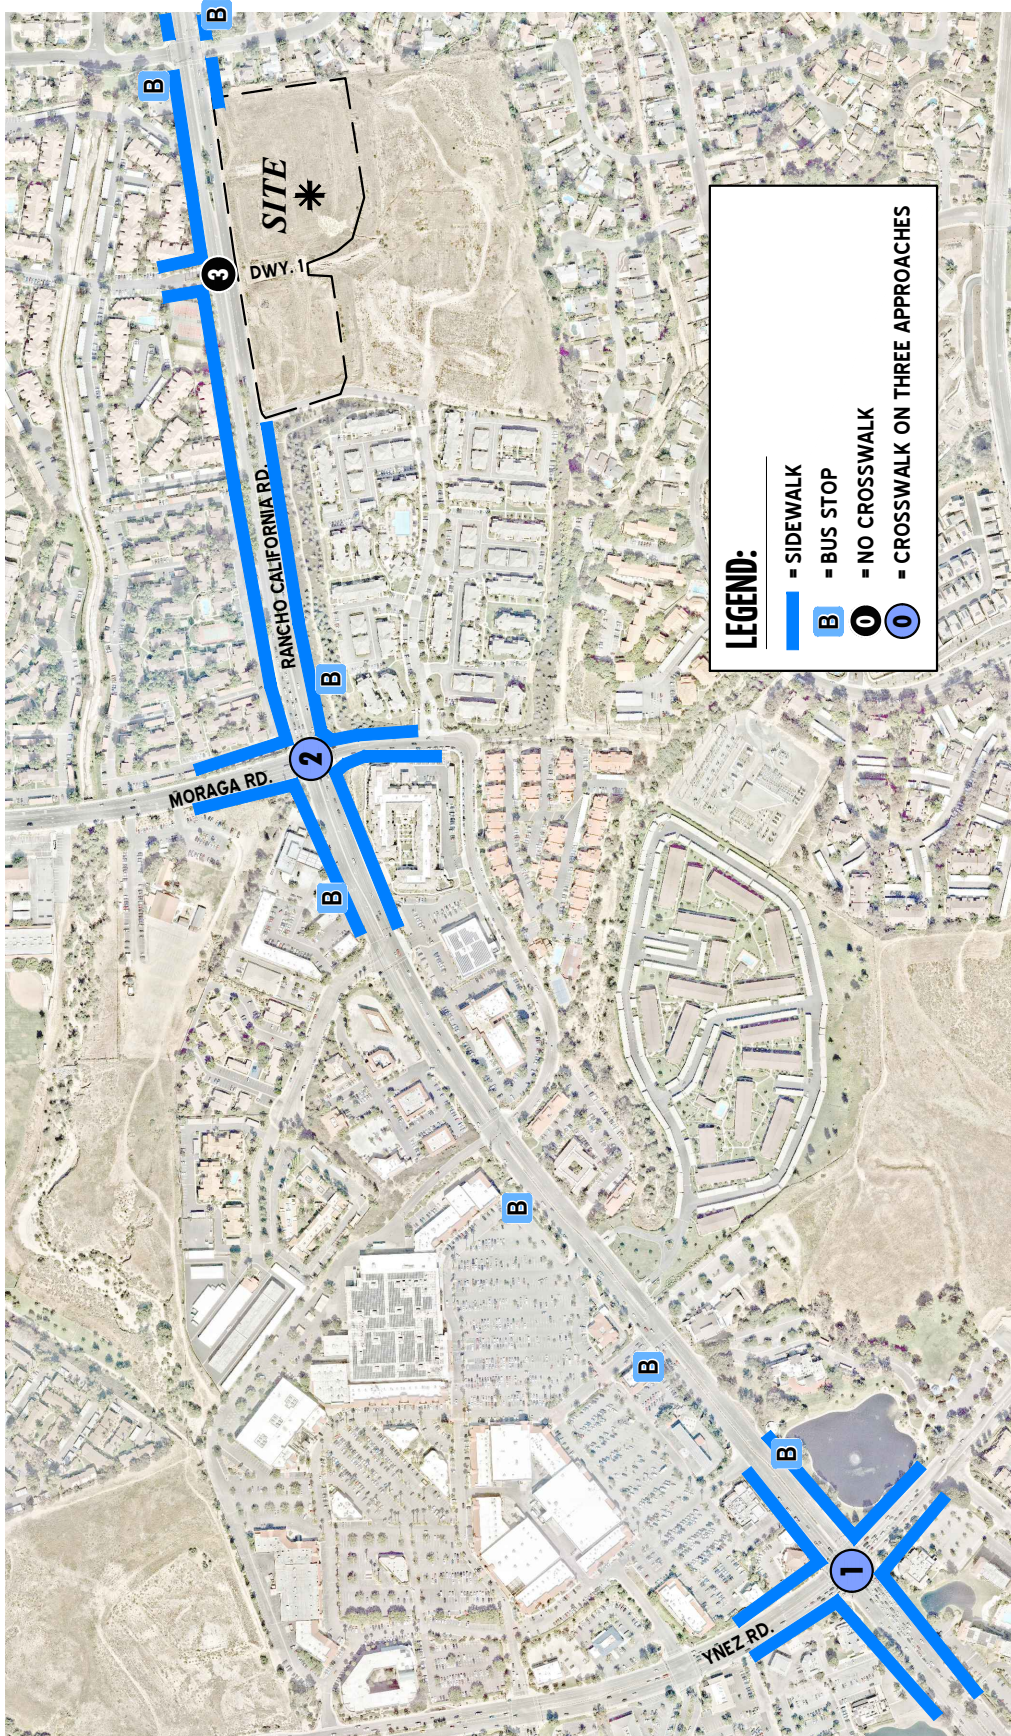 B
B
SITE
DWY. 1
3
RANCHO CALIFORNIA RD.
B
2
MORAGA RD.
B
B
B
B
1
YNEZ RD.
LEGEND:
= SIDEWALK
B = BUS STOP
0 = NO CROSSWALK
0 = CROSSWALK ON THREE APPROACHES